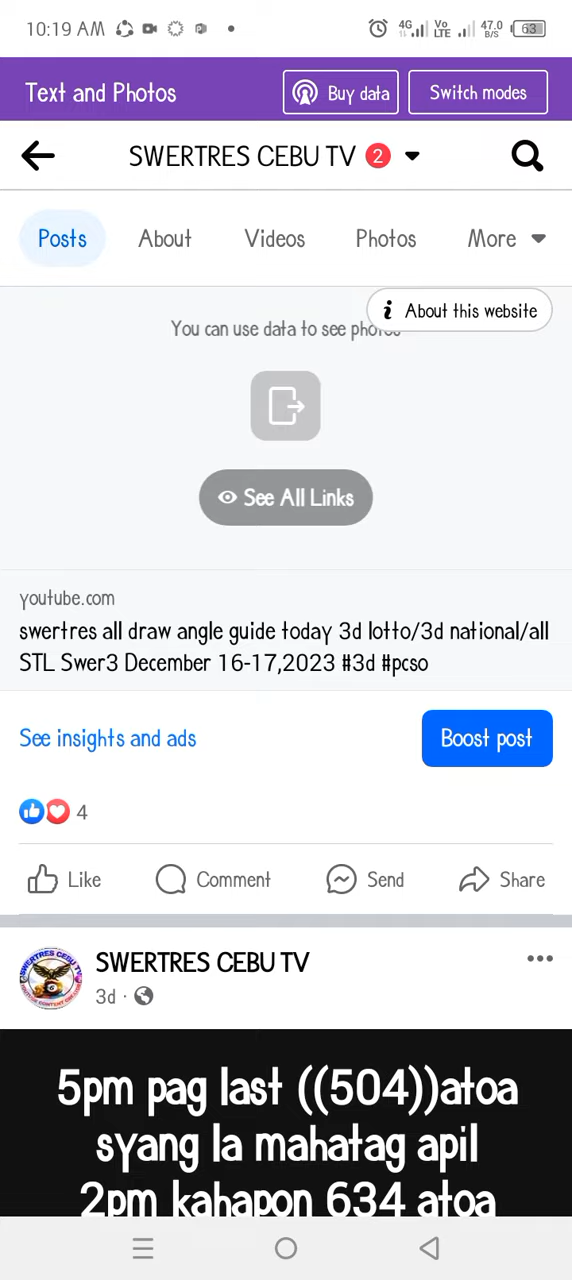 10:19 AM
4G
Vo
LTE
47.0
B/S
63
Text and Photos
Buy data
Switch modes
SWERTRES CEBU TV 2
Posts
About
Videos
Photos
More
About this website
You can use data to see photos
See All Links
youtube.com
swertres all draw angle guide today 3d lotto/3d national/all
STL Swer3 December 16-17,2023 #3d #pcso
See insights and ads
Boost post
4
Like
Comment
Send
Share
SWERTRES CEBU TV
SWERTRES CEBU TV
3d ·
5pm pag last ((504))atoa
syang la mahatag apil
2pm kahapon 634 atoa